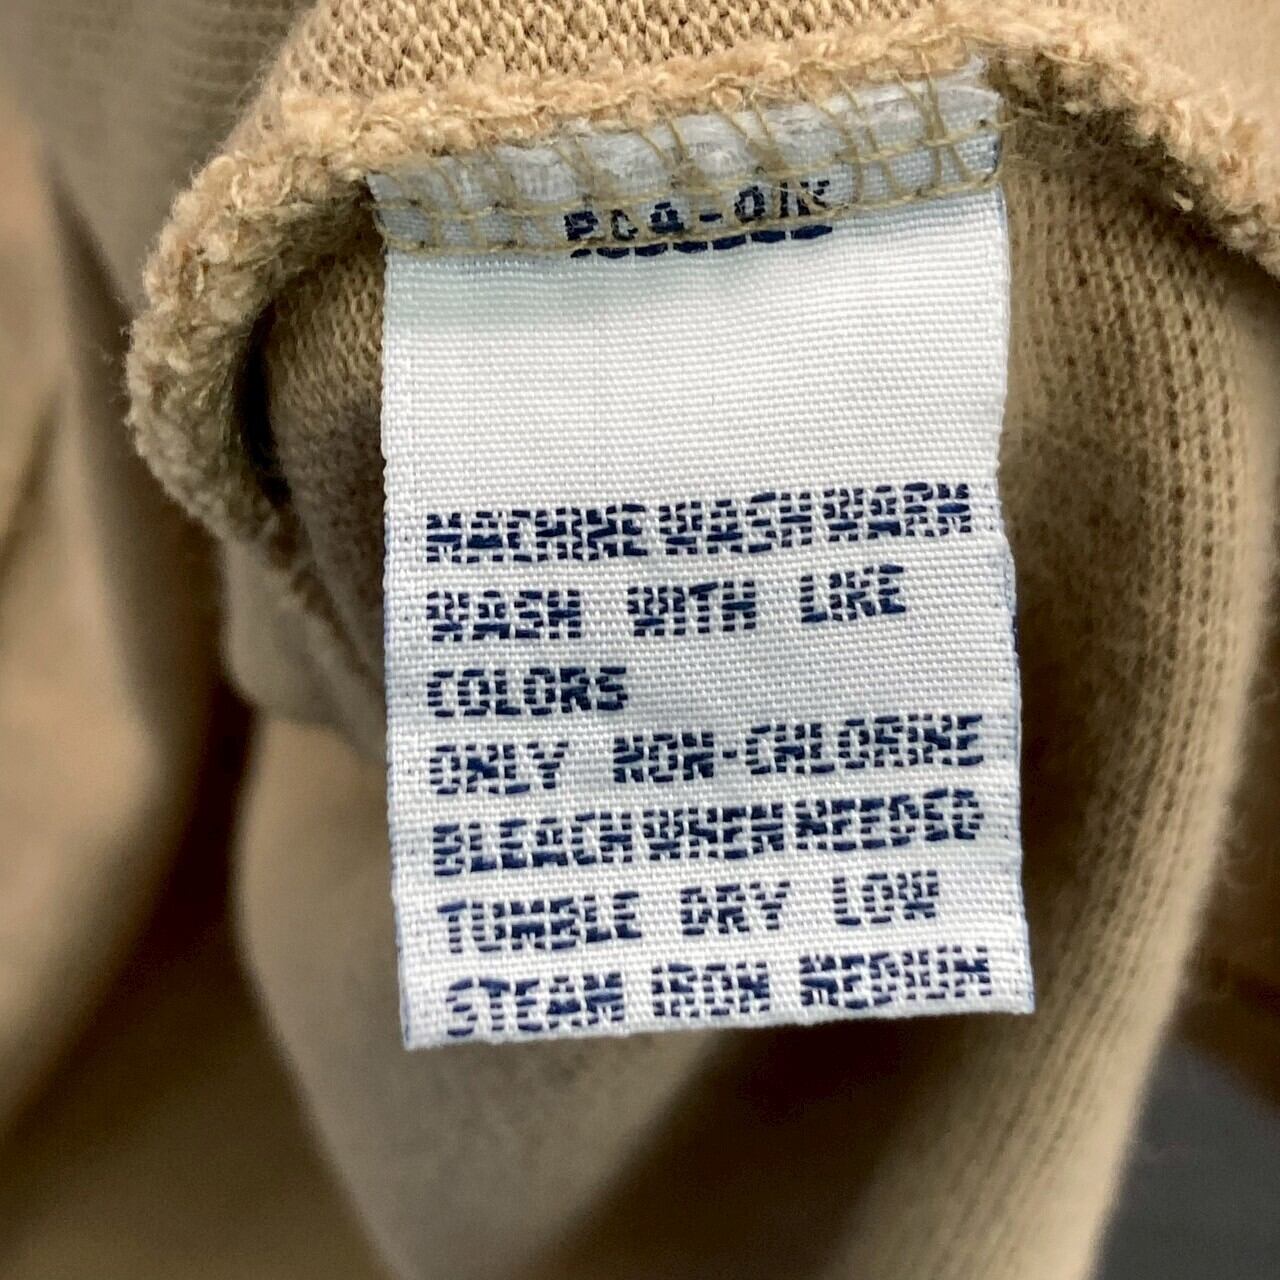 MACHINE WASH WARM
WASH WITH LIKE
COLORS
ONLY NON-CHLORINE
BLEACH WHEN NEEDED
TUMBLE DRY LOW
STEAM IRON MEDIUM